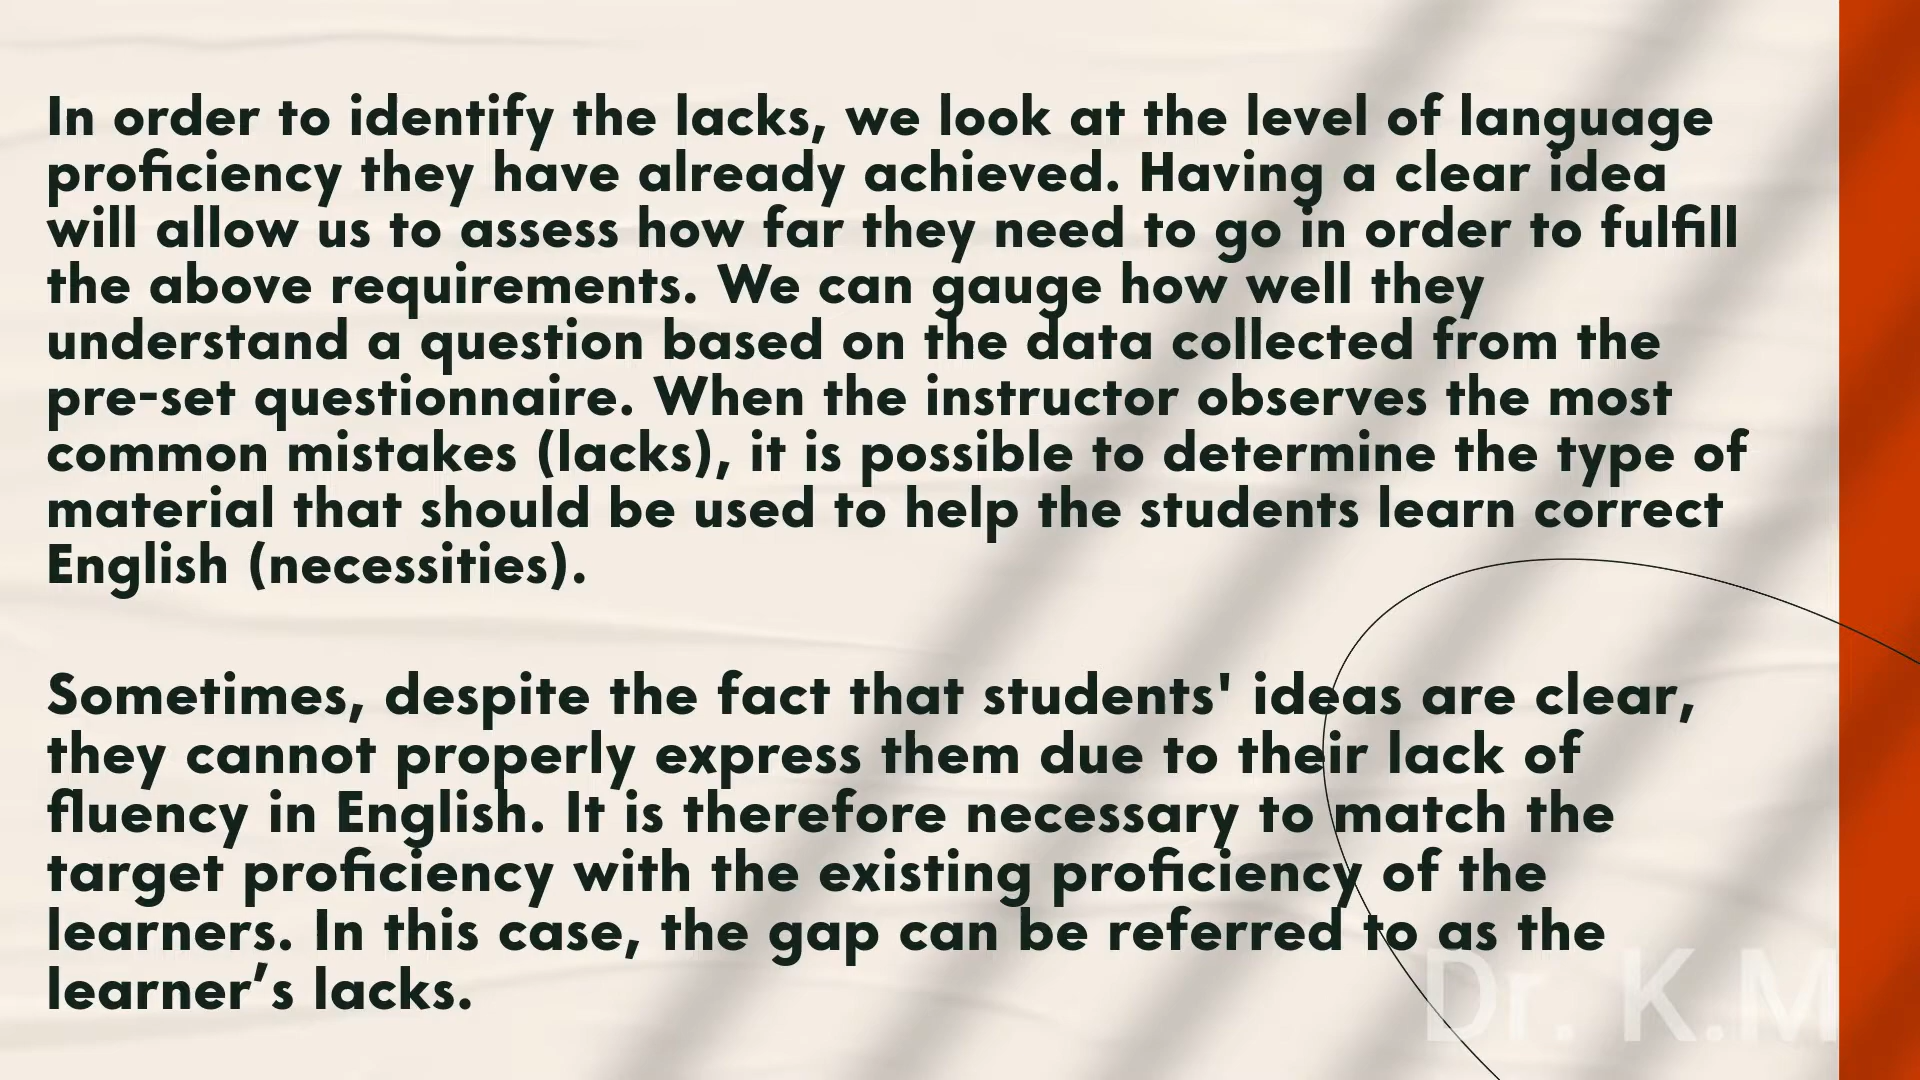 In order to identify the lacks, we look at the level of language
proficiency they have already achieved. Having a clear idea
will allow us to assess how far they need to go in order to fulfill
the above requirements. We can gauge how well they
understand a question based on the data collected from the
pre-set questionnaire. When the instructor observes the most
common mistakes (lacks), it is possible to determine the type of
material that should be used to help the students learn correct
English (necessities).
Sometimes, despite the fact that students' ideas are clear,
they cannot properly express them due to their lack of
fluency in English. It is therefore necessary to match the
target proficiency with the existing proficiency of the
learners. In this case, the gap can be referred to as the
learner’s lacks.
Dr. K.M